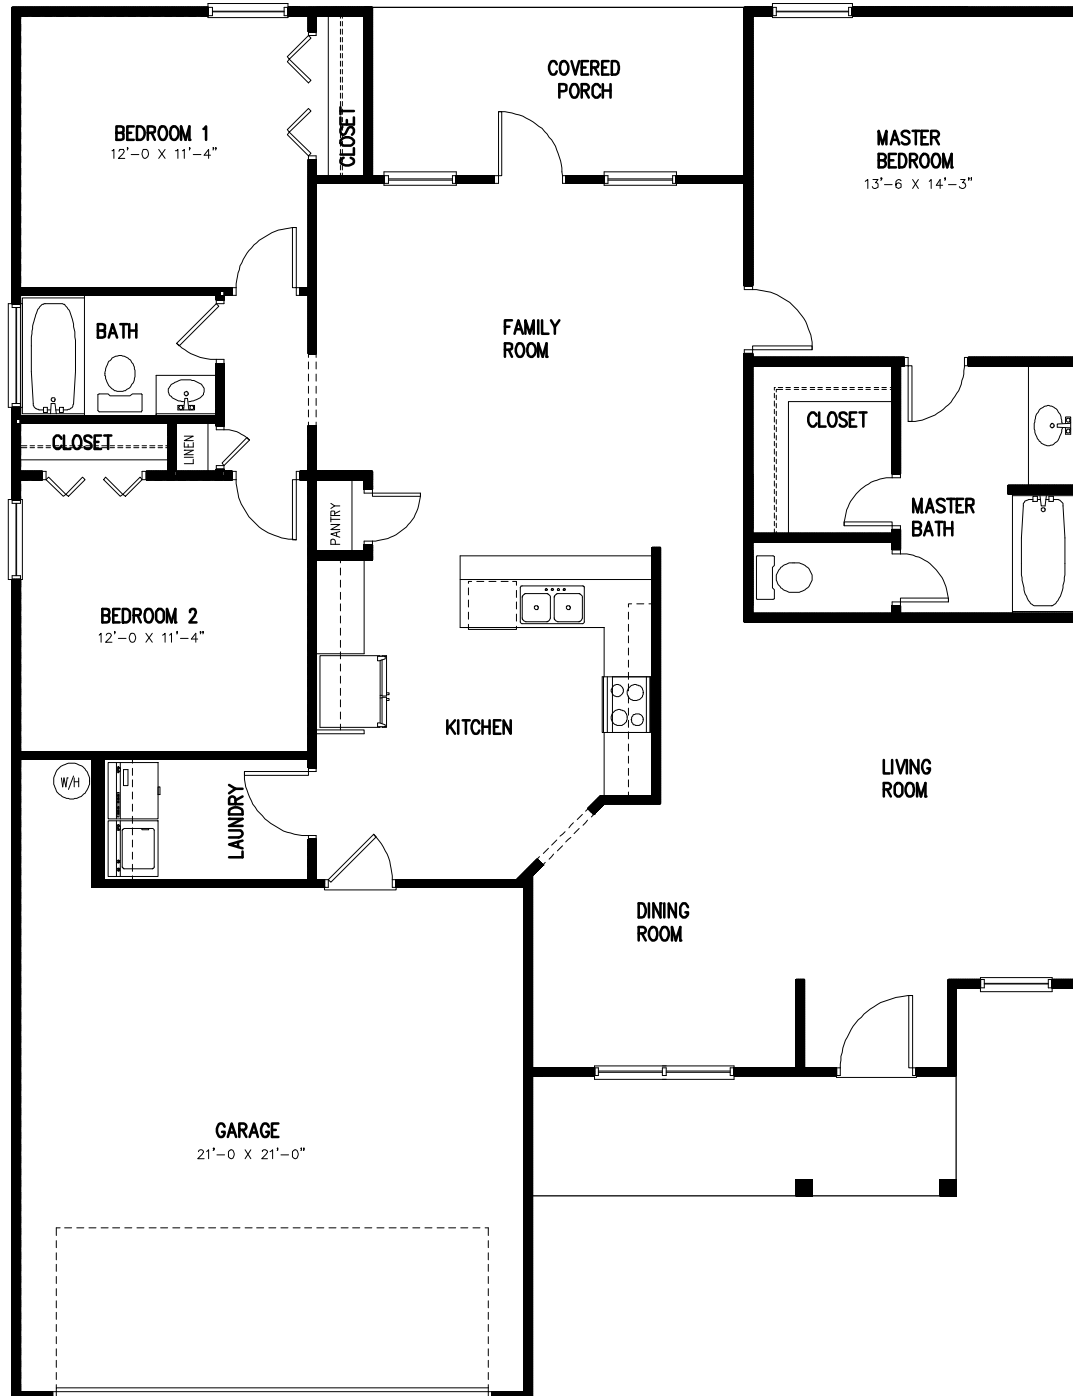 COVERED
PORCH
BEDROOM 1
12'-0 X 11'-4"
CLOSET
MASTER
BEDROOM
13'-6 X 14'-3"
BATH
FAMILY
ROOM
CLOSET
LINEN
CLOSET
PANTRY
MASTER
BATH
BEDROOM 2
12'-0 X 11'-4"
KITCHEN
W/H
LAUNDRY
LIVING
ROOM
DINING
ROOM
GARAGE
21'-0 X 21'-0"